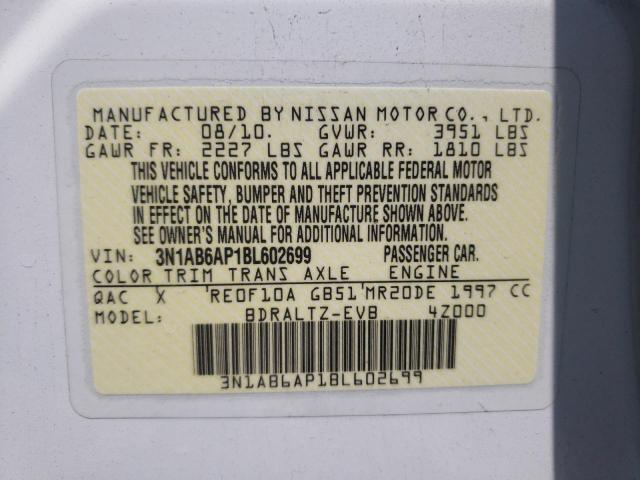 MANUFACTURED BY NISSAN MOTOR CO., LTD.
DATE: 08/10. GVWR: 3951 LBS
GAWR FR: 2227 LBS GAWR RR: 1810 LBS
THIS VEHICLE CONFORMS TO ALL APPLICABLE FEDERAL MOTOR
VEHICLE SAFETY, BUMPER AND THEFT PREVENTION STANDARDS
IN EFFECT ON THE DATE OF MANUFACTURE SHOWN ABOVE.
SEE OWNER'S MANUAL FOR ADDITIONAL INFORMATION.
VIN: 3N1AB6AP1BL602699 PASSENGER CAR.
COLOR TRIM TRANS AXLE ENGINE
QAC X 'RE0F10A GB51'MR20DE 1997 CC
BDRALTZ-EVB 4Z000
3N1AB6AP1BL602699